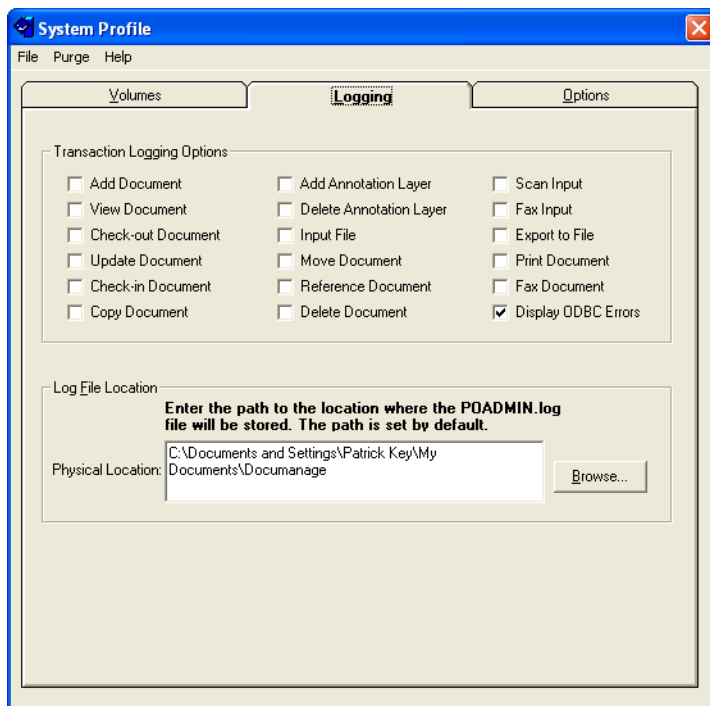 System Profile
File Purge Help
Volumes Logging Options
Transaction Logging Options
Add Document Add Annotation Layer Scan Input
View Document Delete Annotation Layer Fax Input
Check-out Document Input File Export to File
Update Document Move Document Print Document
Check-in Document Reference Document Fax Document
Copy Document Delete Document Display ODBC Errors
Log File Location
Enter the path to the location where the POADMIN.log
file will be stored. The path is set by default.
C:\Documents and Settings\Patrick Key\My
Physical Location: Documents\Documanage
Browse...